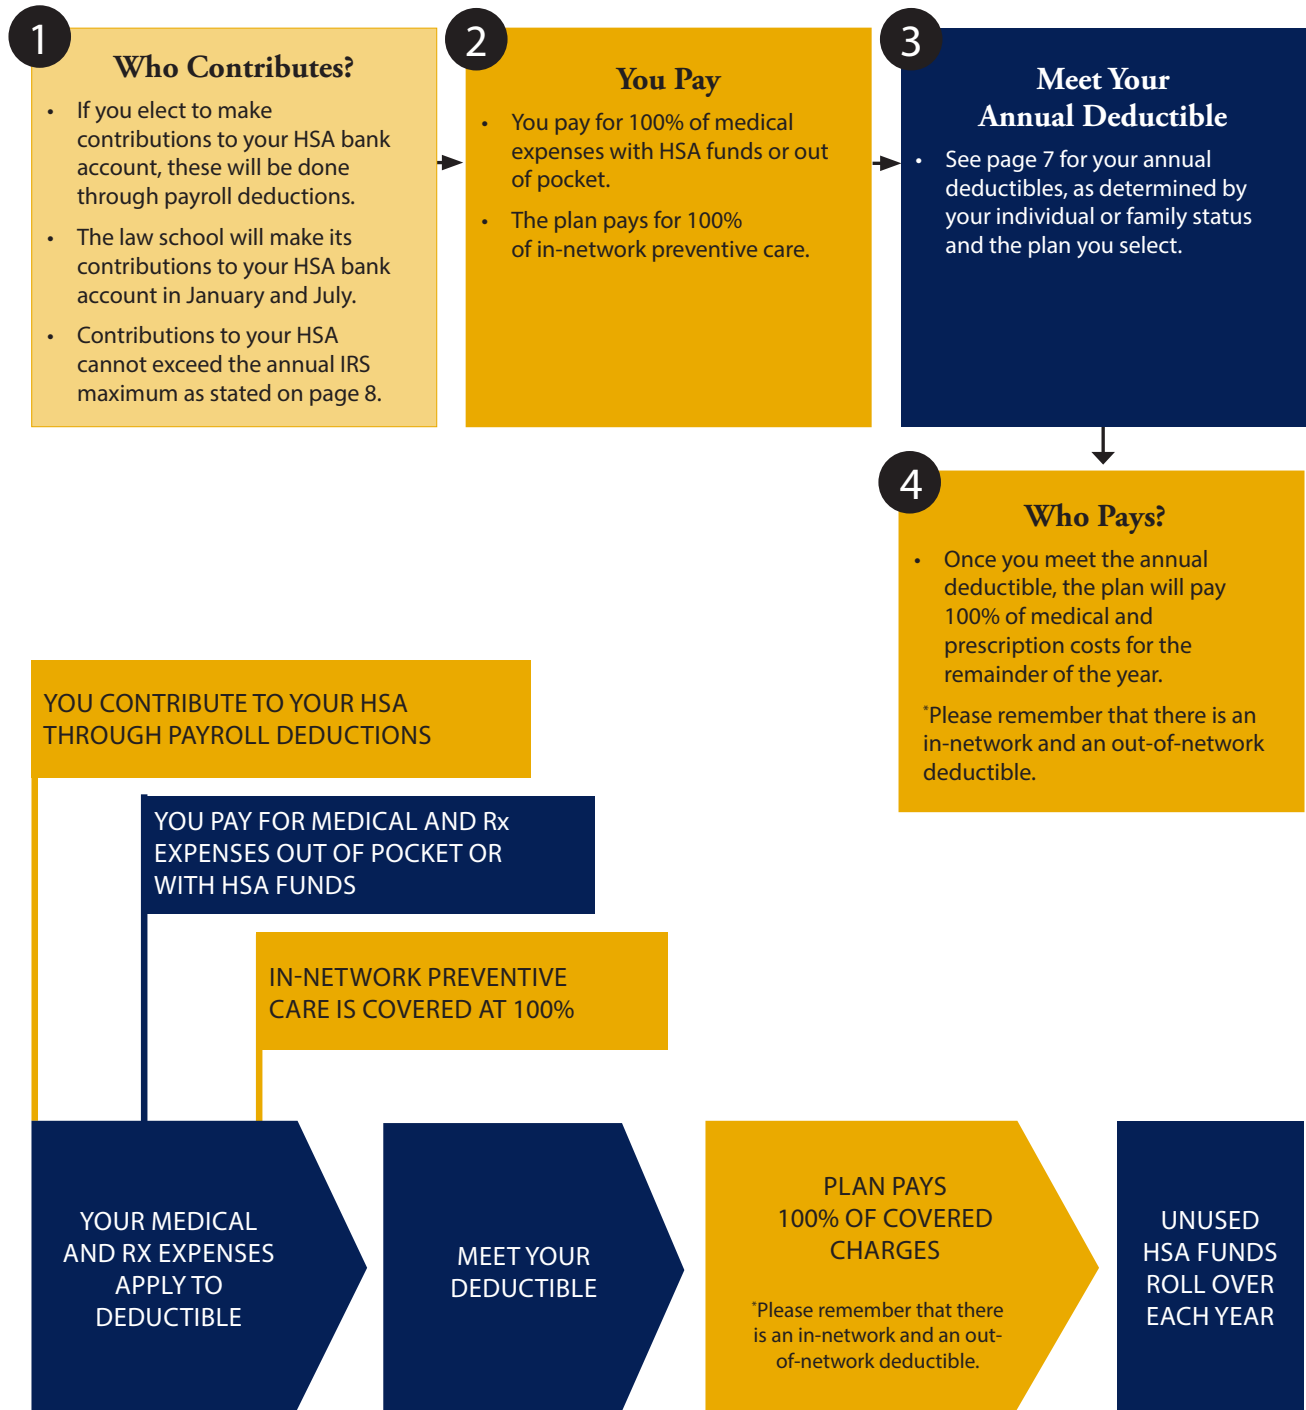 1
Who Contributes?
• If you elect to make
contributions to your HSA bank
account, these will be done
through payroll deductions.
• The law school will make its
contributions to your HSA bank
account in January and July.
• Contributions to your HSA
cannot exceed the annual IRS
maximum as stated on page 8.
2
You Pay
• You pay for 100% of medical
expenses with HSA funds or out
of pocket.
• The plan pays for 100%
of in-network preventive care.
3
Meet Your
Annual Deductible
• See page 7 for your annual
deductibles, as determined by
your individual or family status
and the plan you select.
4
Who Pays?
• Once you meet the annual
deductible, the plan will pay
100% of medical and
prescription costs for the
remainder of the year.
*Please remember that there is an
in-network and an out-of-network
deductible.
YOU CONTRIBUTE TO YOUR HSA
THROUGH PAYROLL DEDUCTIONS
YOU PAY FOR MEDICAL AND Rx
EXPENSES OUT OF POCKET OR
WITH HSA FUNDS
IN-NETWORK PREVENTIVE
CARE IS COVERED AT 100%
YOUR MEDICAL
AND RX EXPENSES
APPLY TO
DEDUCTIBLE
MEET YOUR
DEDUCTIBLE
PLAN PAYS
100% OF COVERED
CHARGES
*Please remember that there
is an in-network and an out-
of-network deductible.
UNUSED
HSA FUNDS
ROLL OVER
EACH YEAR